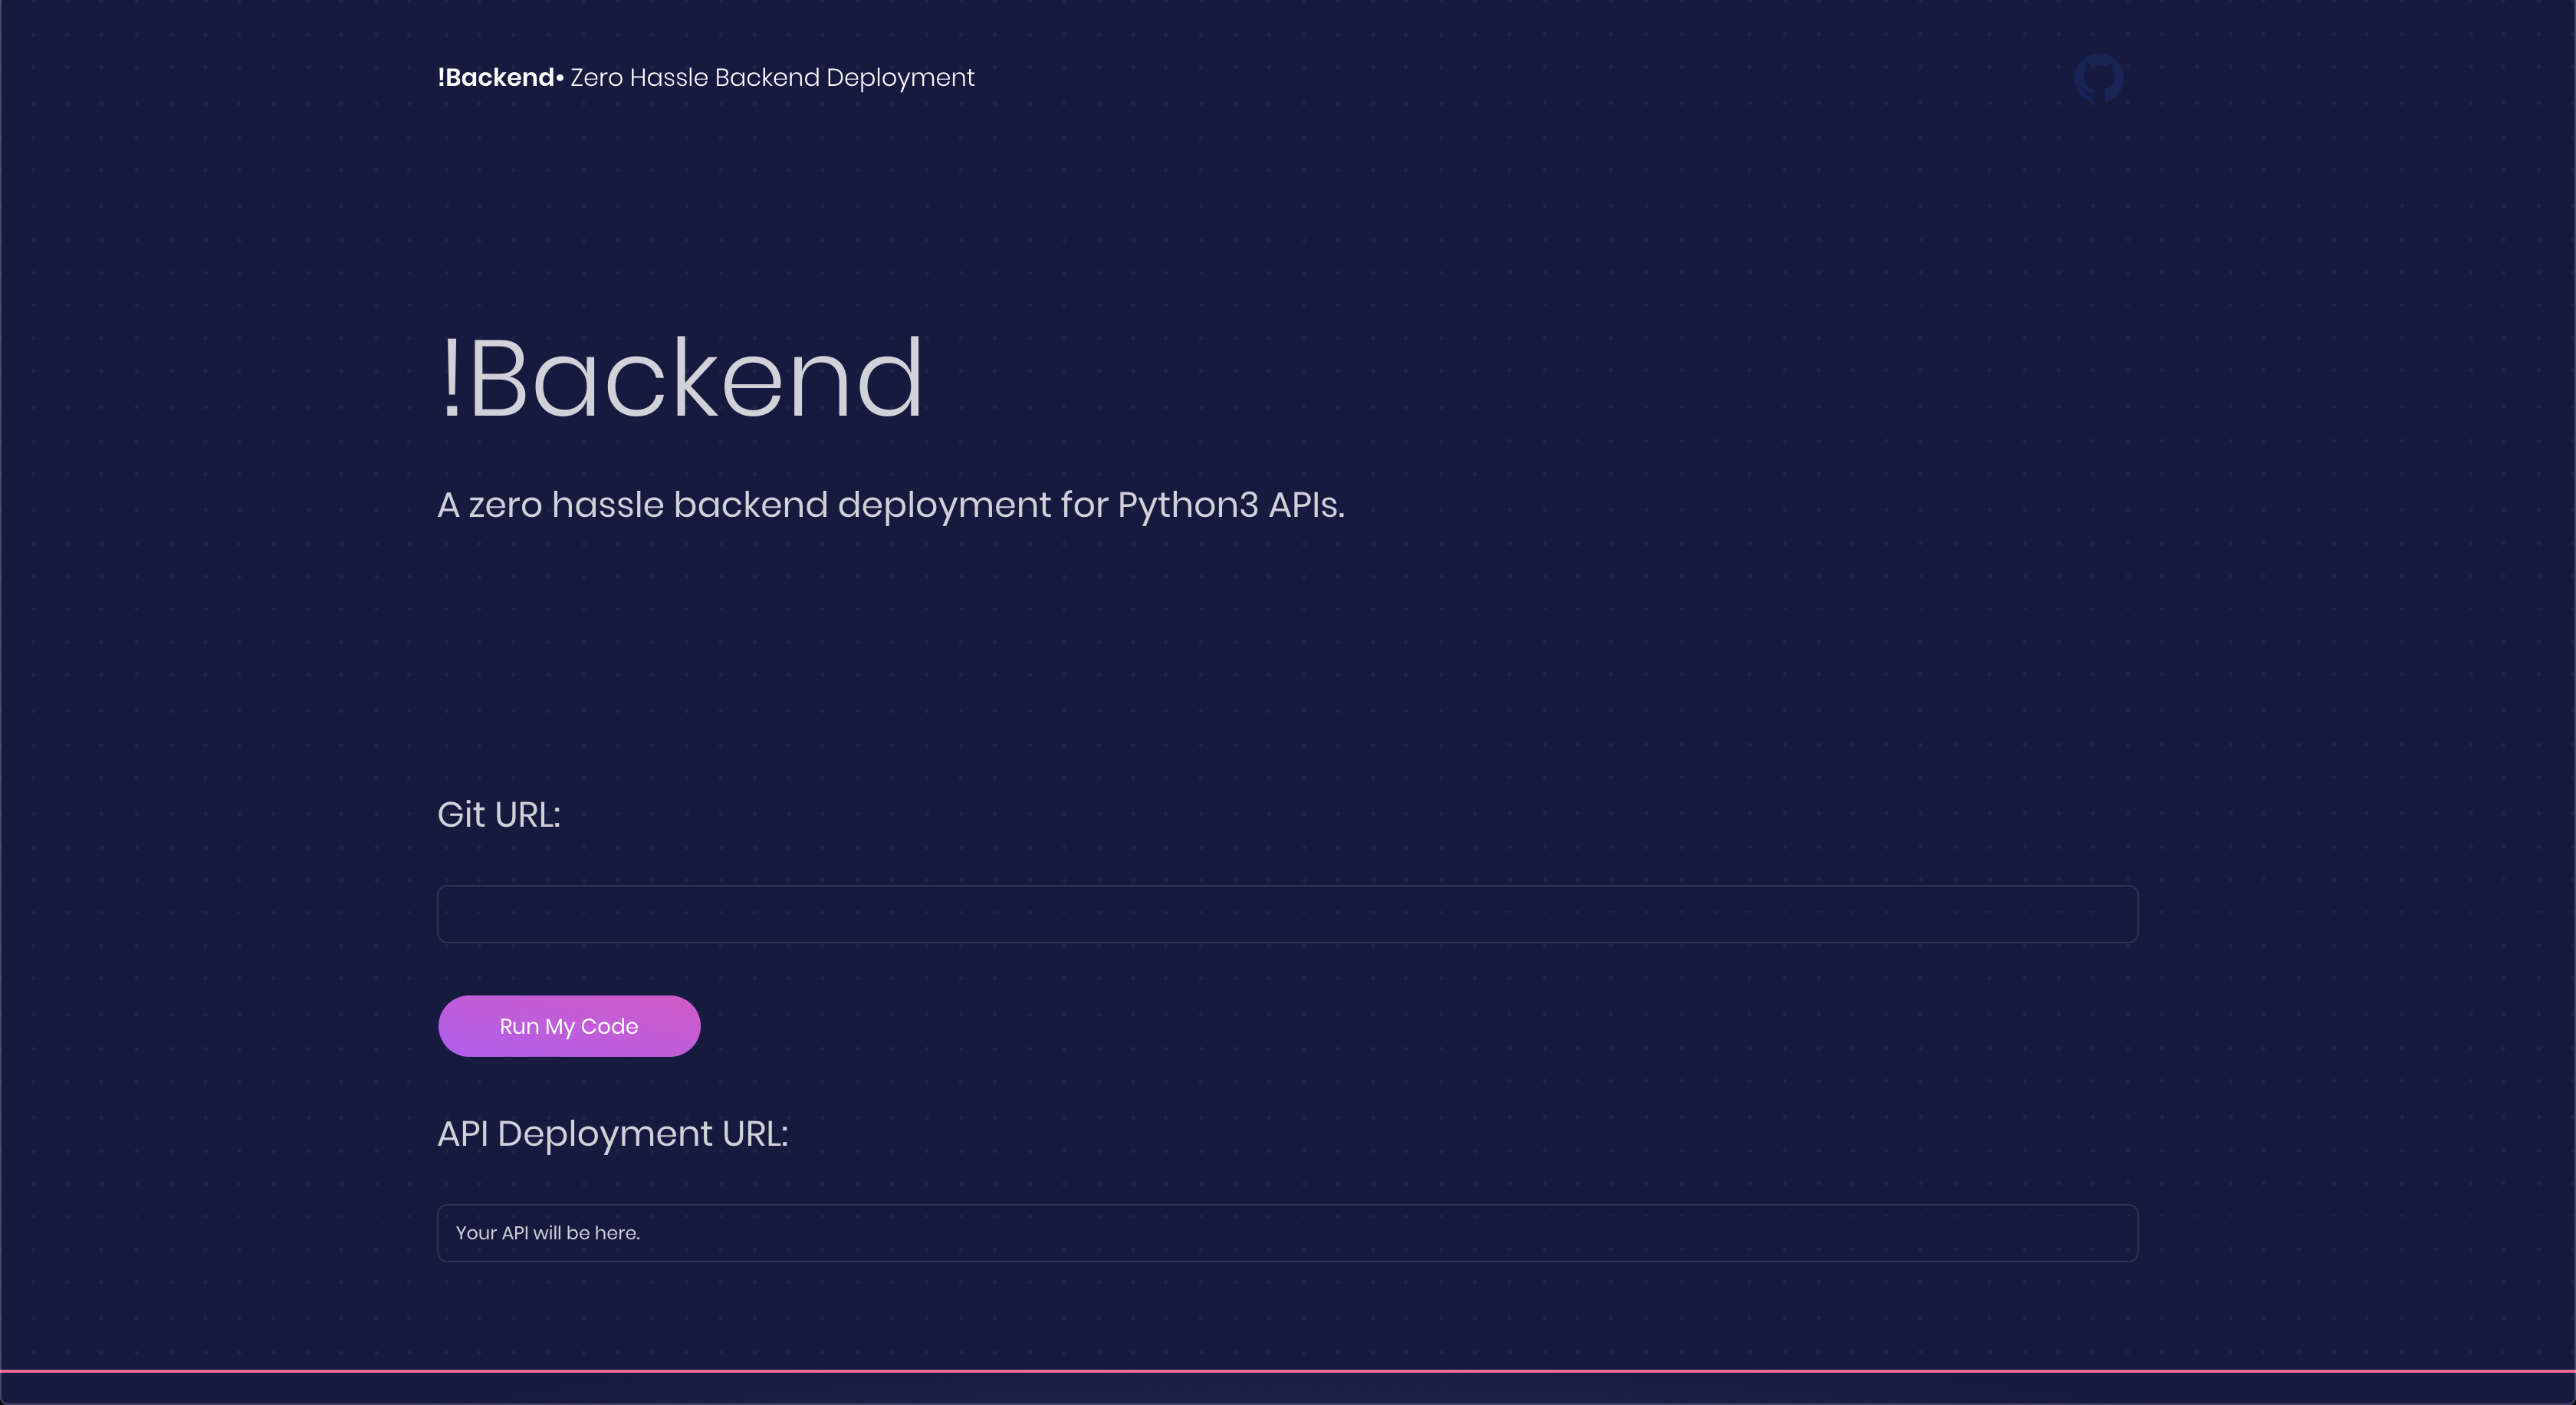 !Backend• Zero Hassle Backend Deployment
!Backend
A zero hassle backend deployment for Python3 APIs.
Git URL:
Run My Code
API Deployment URL:
Your API will be here.